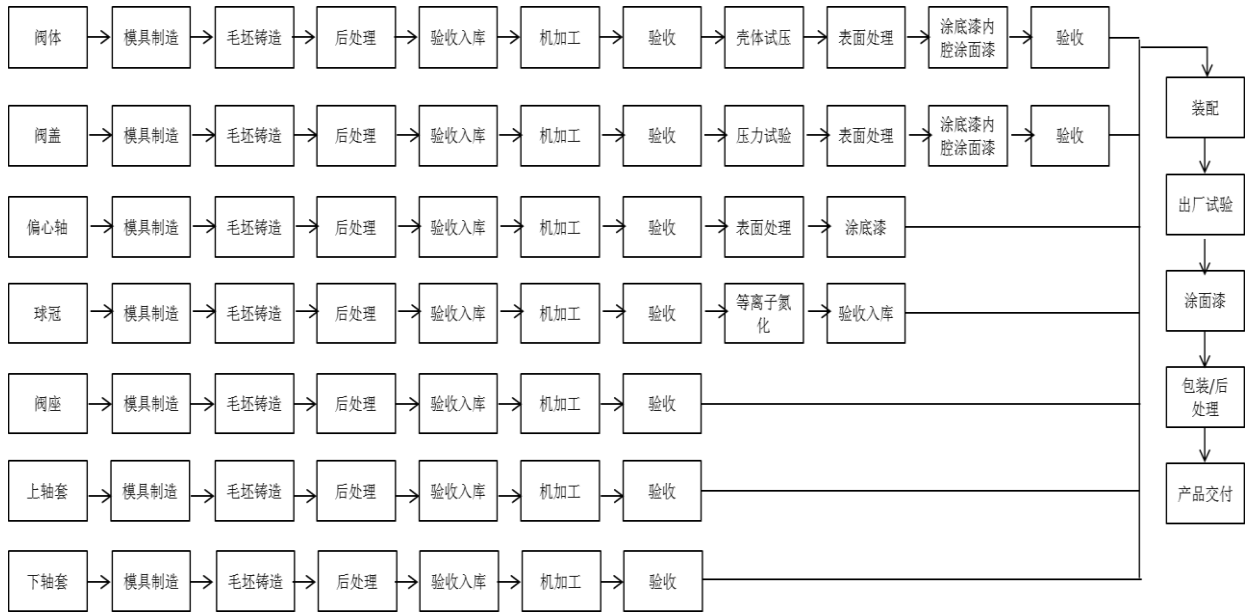 阀体
模具制造
毛坯铸造
后处理
验收入库
机加工
验收
壳体试压
表面处理
涂底漆内
腔涂面漆
验收
阀盖
模具制造
毛坯铸造
后处理
验收入库
机加工
验收
压力试验
表面处理
涂底漆内
腔涂面漆
验收
偏心轴
模具制造
毛坯铸造
后处理
验收入库
机加工
验收
表面处理
涂底漆
球冠
模具制造
毛坯铸造
后处理
验收入库
机加工
验收
等离子氮
化
验收入库
阀座
模具制造
毛坯铸造
后处理
验收入库
机加工
验收
上轴套
模具制造
毛坯铸造
后处理
验收入库
机加工
验收
下轴套
模具制造
毛坯铸造
后处理
验收入库
机加工
验收
装配
出厂试验
涂面漆
包装/后
处理
产品交付